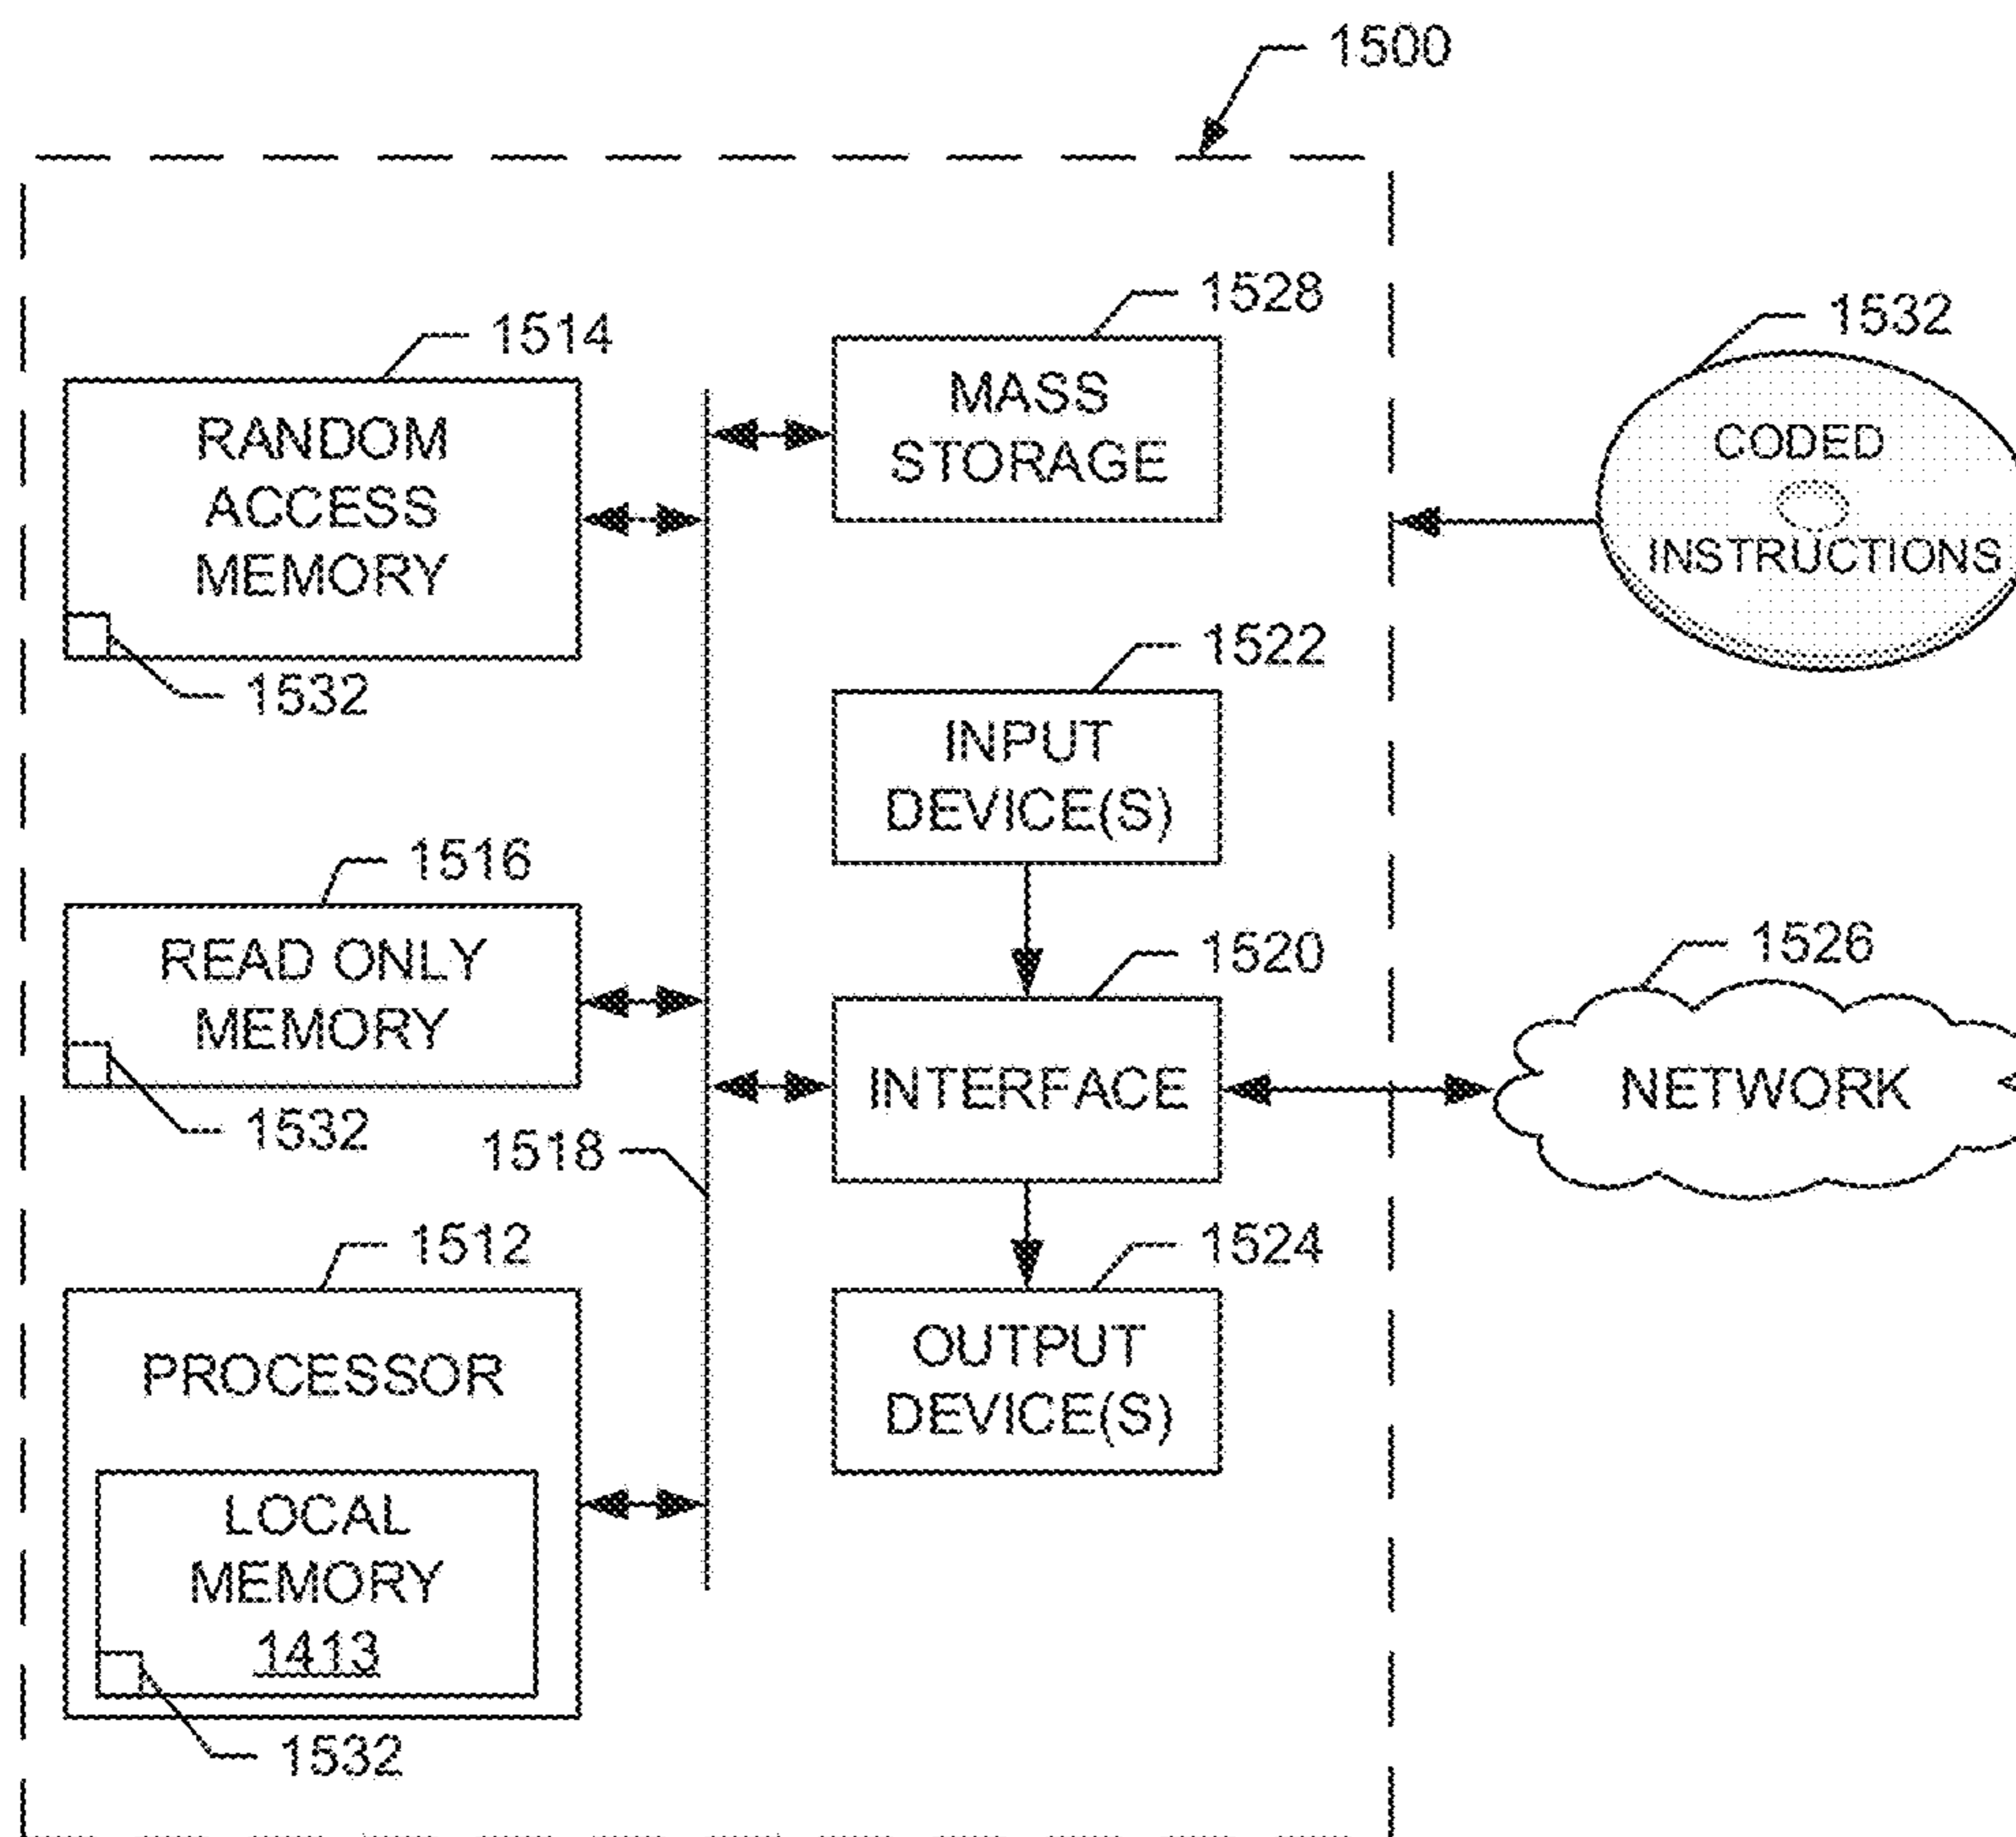 1500
1514
RANDOM
ACCESS
MEMORY
1532
1528
MASS
STORAGE
1532
CODED
INSTRUCTIONS
1522
INPUT
DEVICE(S)
1516
READ ONLY
MEMORY
1532
1518
1520
INTERFACE
1526
NETWORK
1512
PROCESSOR
LOCAL
MEMORY
1413
1532
1524
OUTPUT
DEVICE(S)